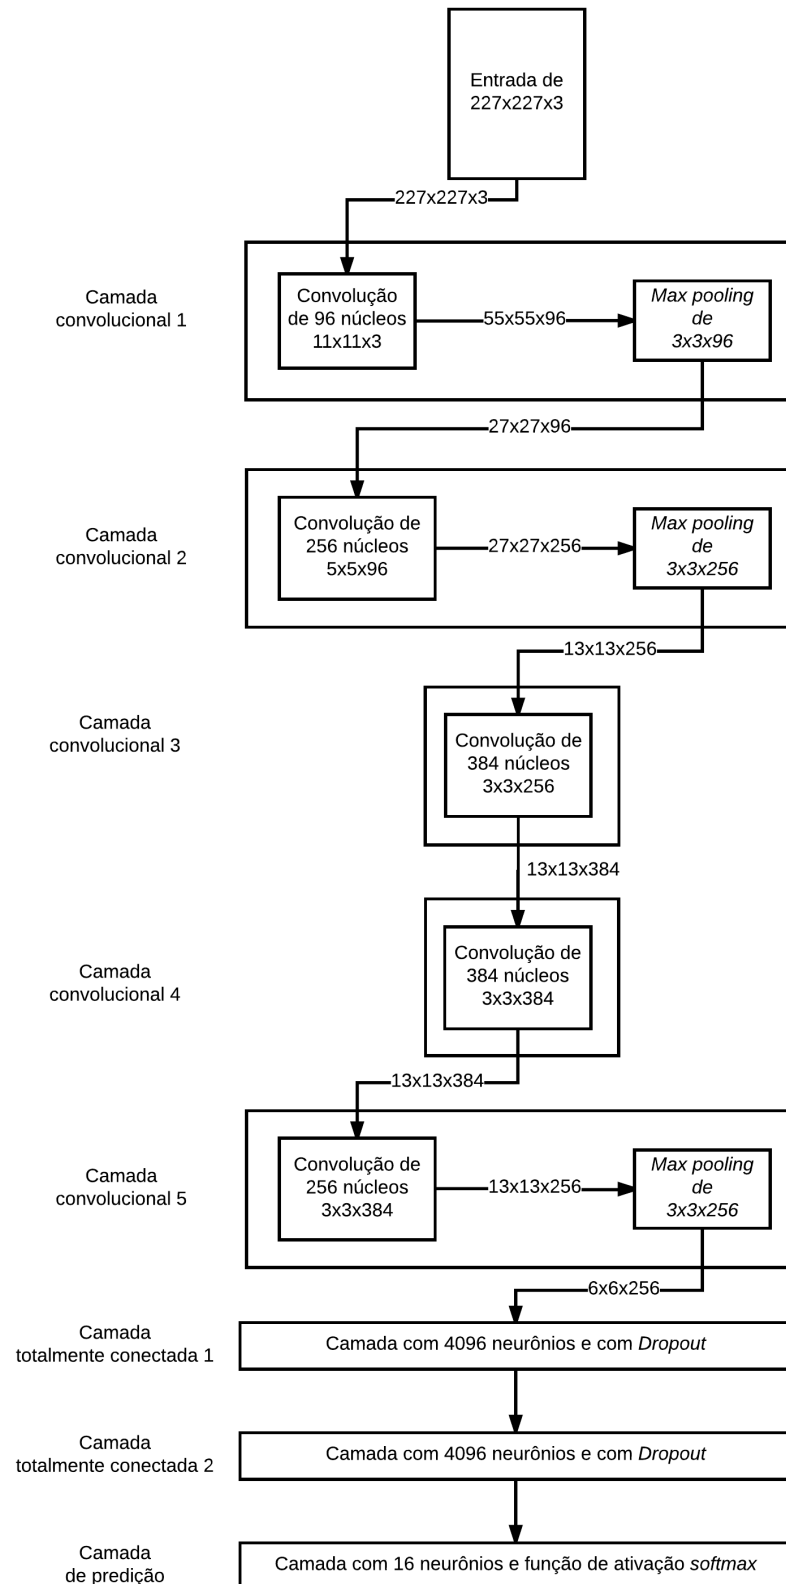 Entrada de
227x227x3
227x227x3
Camada
convolucional 1
Convolução
de 96 núcleos
11x11x3
55x55x96
Max pooling
de
3x3x96
27x27x96
Camada
convolucional 2
Convolução de
256 núcleos
5x5x96
27x27x256
Max pooling
de
3x3x256
13x13x256
Camada
convolucional 3
Convolução de
384 núcleos
3x3x256
13x13x384
Camada
convolucional 4
Convolução de
384 núcleos
3x3x384
13x13x384
Camada
convolucional 5
Convolução de
256 núcleos
3x3x384
13x13x256
Max pooling
de
3x3x256
6x6x256
Camada
totalmente conectada 1
Camada com 4096 neurônios e com Dropout
Camada
totalmente conectada 2
Camada com 4096 neurônios e com Dropout
Camada
de predição
Camada com 16 neurônios e função de ativação softmax